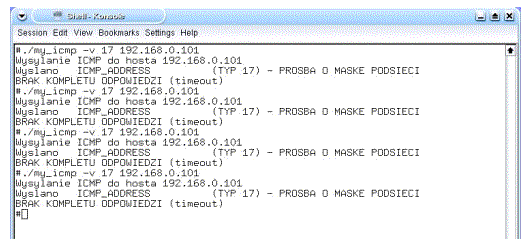 Shell - Konsole
Session Edit View Bookmarks Settings Help
#./my_icmp -v 17 192.168.0.101
Wysylanie ICMP do hosta 192.168.0.101
Wyslano ICMP_ADDRESS (TYP 17) - PROSBA O MASKE PODSIECI
BRAK KOMPLETU ODPOWIEDZI (timeout)
#./my_icmp -v 17 192.168.0.101
Wysylanie ICMP do hosta 192.168.0.101
Wyslano ICMP_ADDRESS (TYP 17) - PROSBA O MASKE PODSIECI
BRAK KOMPLETU ODPOWIEDZI (timeout)
#./my_icmp -v 17 192.168.0.101
Wysylanie ICMP do hosta 192.168.0.101
Wyslano ICMP_ADDRESS (TYP 17) - PROSBA O MASKE PODSIECI
BRAK KOMPLETU ODPOWIEDZI (timeout)
#./my_icmp -v 17 192.168.0.101
Wysylanie ICMP do hosta 192.168.0.101
Wyslano ICMP_ADDRESS (TYP 17) - PROSBA O MASKE PODSIECI
BRAK KOMPLETU ODPOWIEDZI (timeout)
#